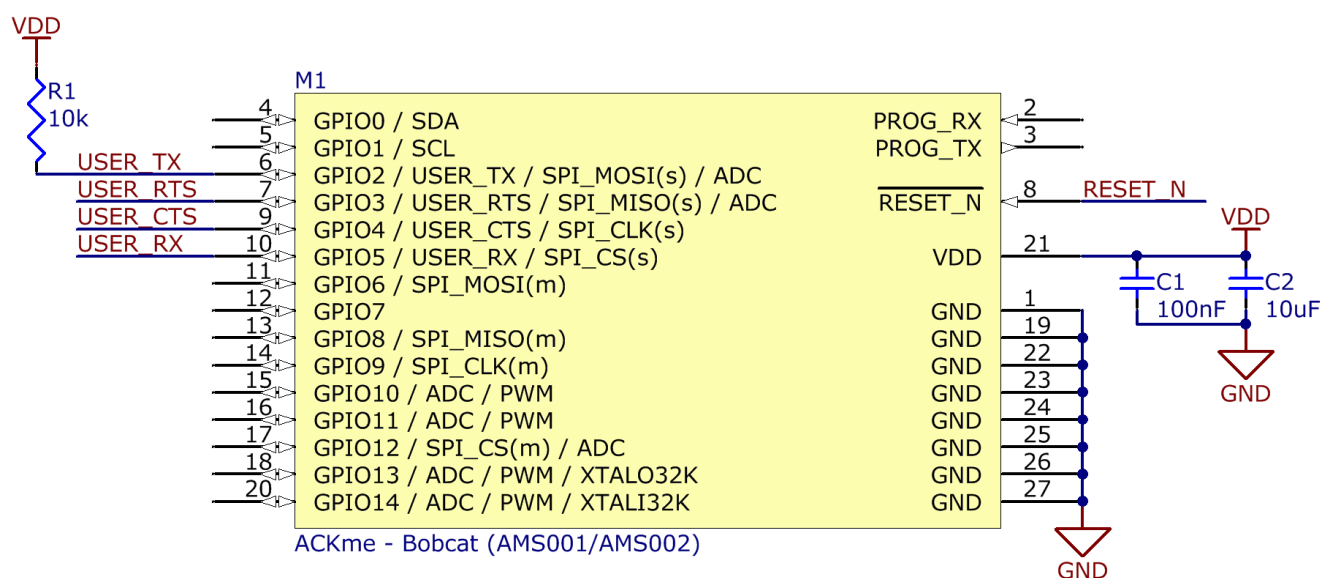 VDD
R1
10k
USER_TX
USER_RTS
USER_CTS
USER_RX
M1
4 GPIO0 / SDA
5 GPIO1 / SCL
6 GPIO2 / USER_TX / SPI_MOSI(s) / ADC
7 GPIO3 / USER_RTS / SPI_MISO(s) / ADC
9 GPIO4 / USER_CTS / SPI_CLK(s)
10 GPIO5 / USER_RX / SPI_CS(s)
11 GPIO6 / SPI_MOSI(m)
12 GPIO7
13 GPIO8 / SPI_MISO(m)
14 GPIO9 / SPI_CLK(m)
15 GPIO10 / ADC / PWM
16 GPIO11 / ADC / PWM
17 GPIO12 / SPI_CS(m) / ADC
18 GPIO13 / ADC / PWM / XTALO32K
20 GPIO14 / ADC / PWM / XTALI32K
PROG_RX 2
PROG_TX 3
RESET_N 8 RESET_N
VDD 21
GND 1
GND 19
GND 22
GND 23
GND 24
GND 25
GND 26
GND 27
VDD
C1
100nF
C2
10uF
GND
GND
ACKme - Bobcat (AMS001/AMS002)